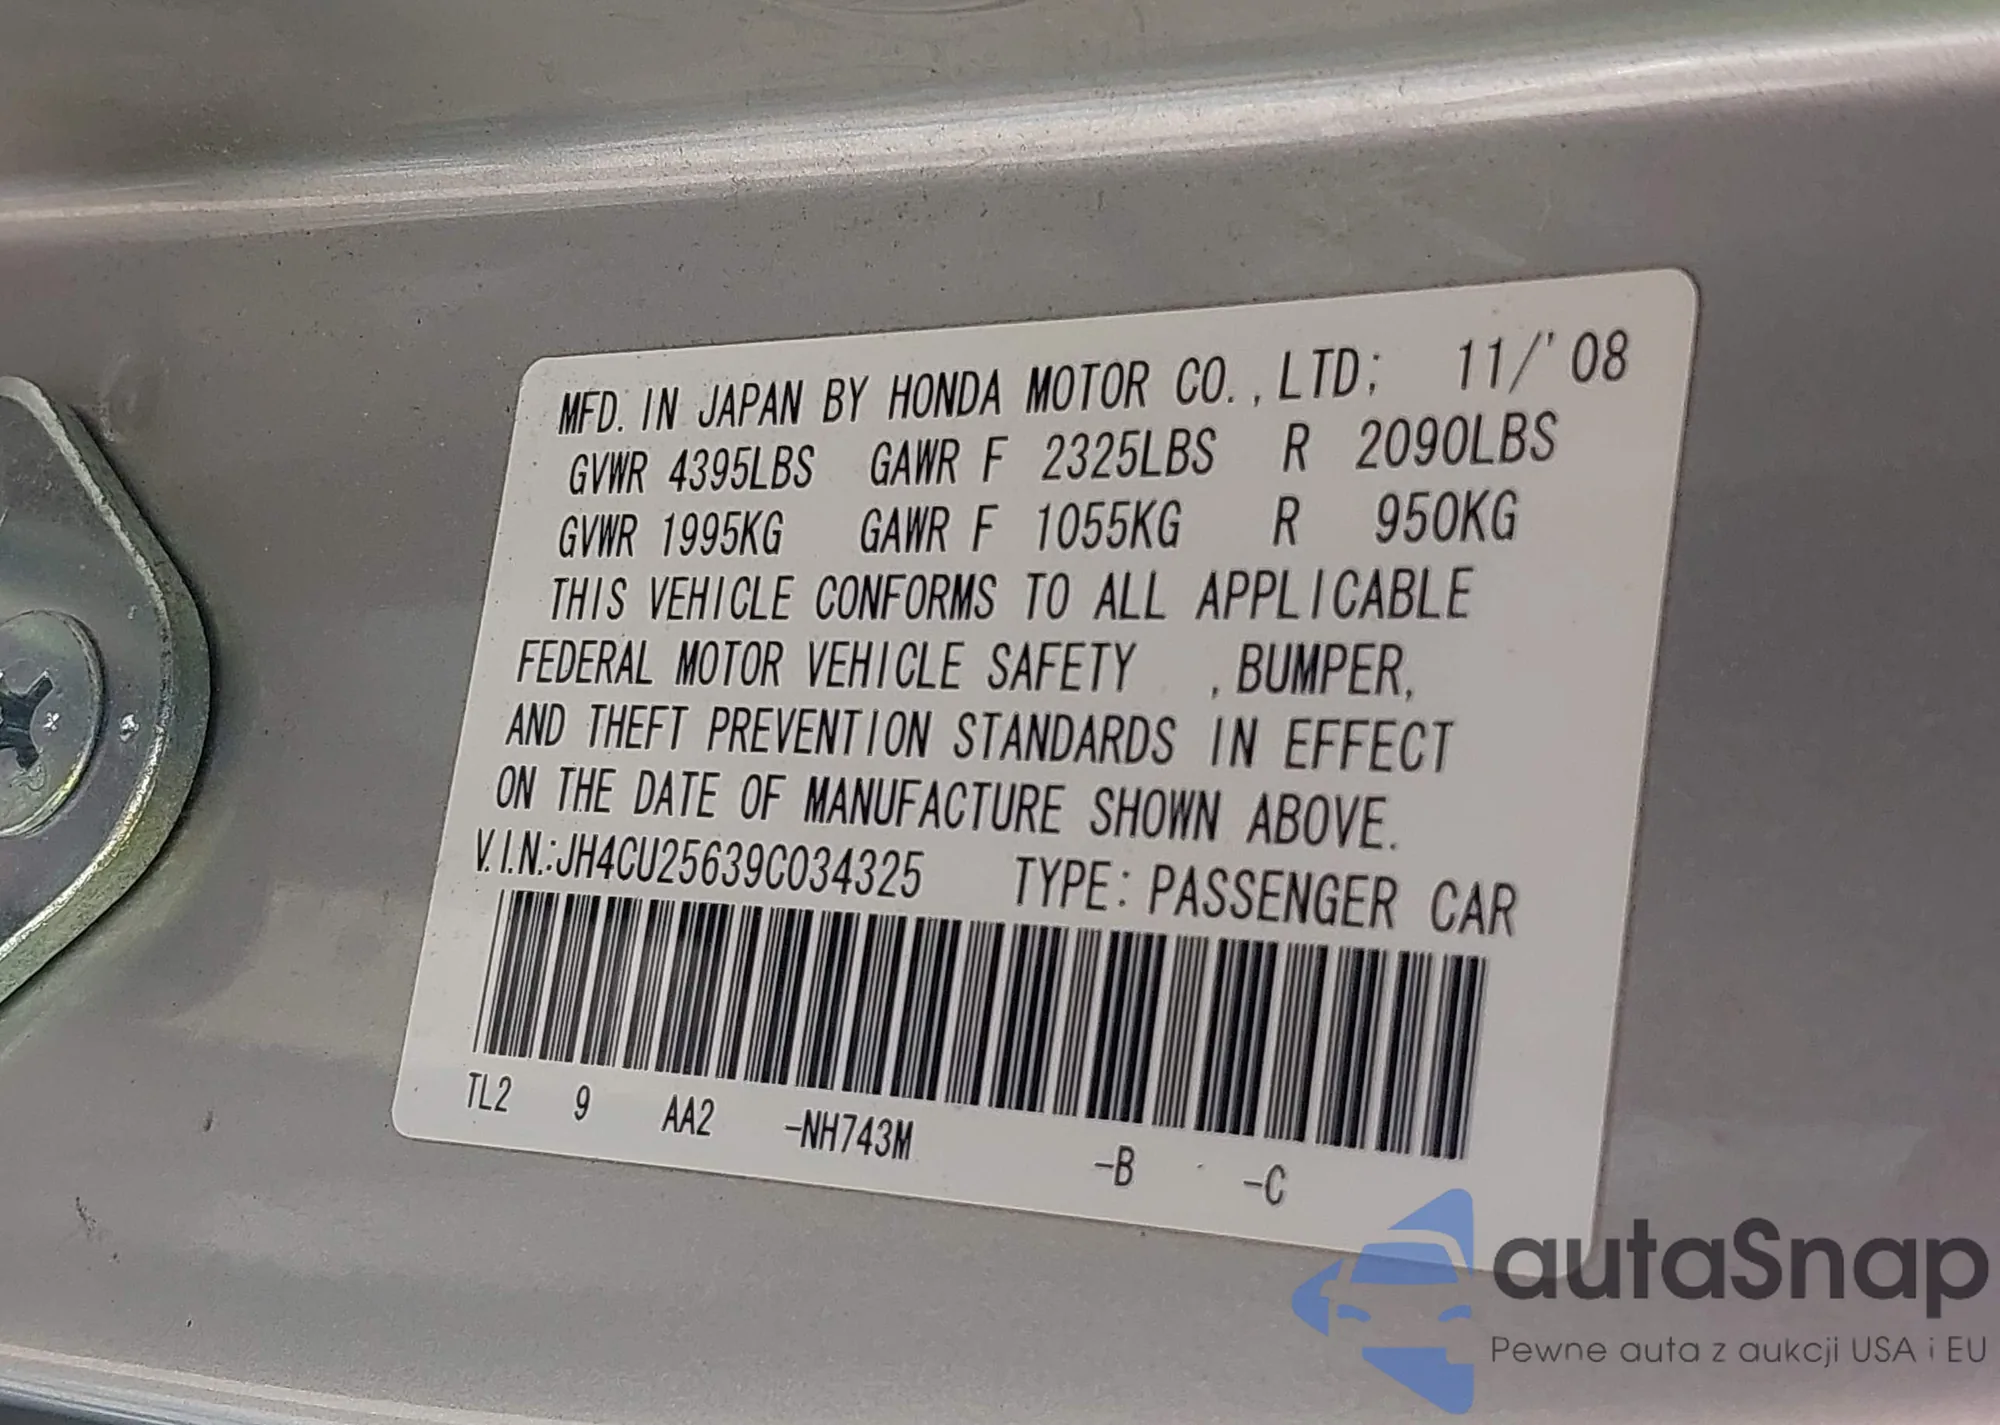 MFD. IN JAPAN BY HONDA MOTOR CO., LTD; 11/'08
GVWR 4395LBS GAWR F 2325LBS R 2090LBS
GVWR 1995KG GAWR F 1055KG R 950KG
THIS VEHICLE CONFORMS TO ALL APPLICABLE
FEDERAL MOTOR VEHICLE SAFETY , BUMPER,
AND THEFT PREVENTION STANDARDS IN EFFECT
ON THE DATE OF MANUFACTURE SHOWN ABOVE.
V.I.N.:JH4CU25639C034325 TYPE: PASSENGER CAR
TL2 9 AA2 -NH743M -B -C
autaSnap
Pewne auta z aukcji USA i EU